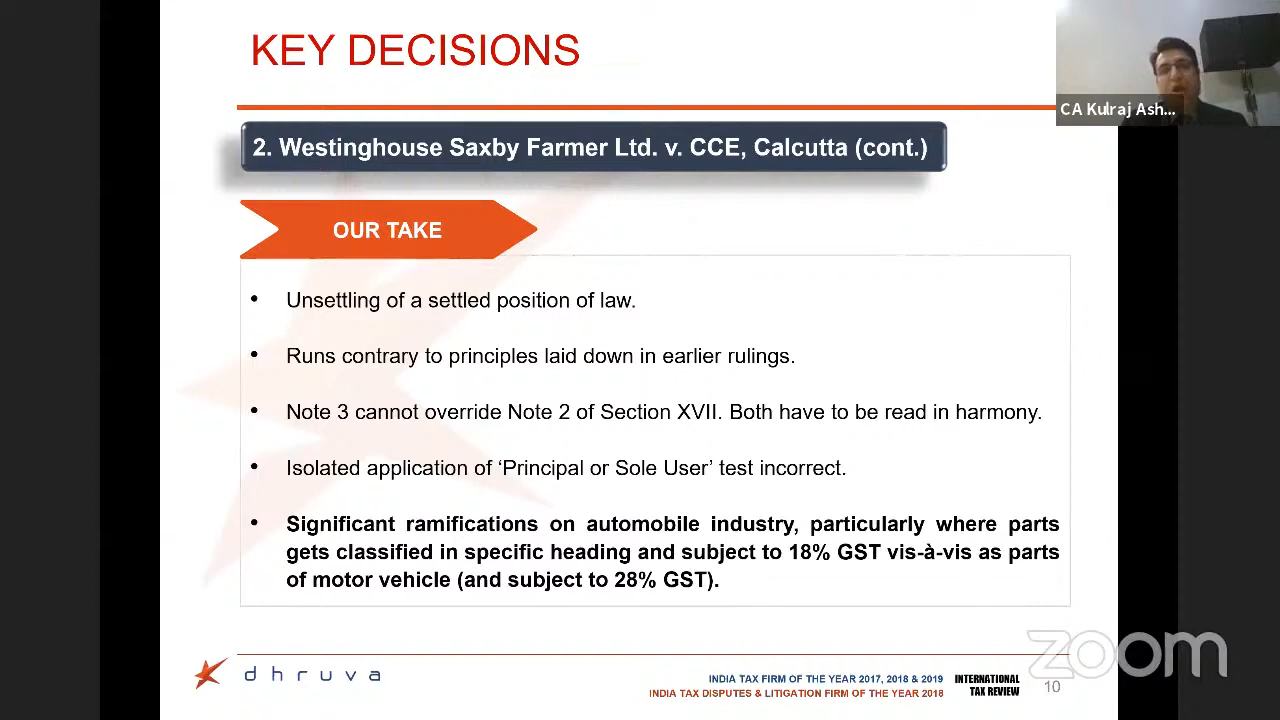 KEY DECISIONS
CA Kulraj Ash...
2. Westinghouse Saxby Farmer Ltd. v. CCE, Calcutta (cont.)
OUR TAKE
• Unsettling of a settled position of law.
• Runs contrary to principles laid down in earlier rulings.
• Note 3 cannot override Note 2 of Section XVII. Both have to be read in harmony.
• Isolated application of ‘Principal or Sole User’ test incorrect.
• Significant ramifications on automobile industry, particularly where parts
gets classified in specific heading and subject to 18% GST vis-à-vis as parts
of motor vehicle (and subject to 28% GST).
zoom
dhruva
INDIA TAX FIRM OF THE YEAR 2017, 2018 & 2019
INDIA TAX DISPUTES & LITIGATION FIRM OF THE YEAR 2018
INTERNATIONAL
TAX REVIEW
10